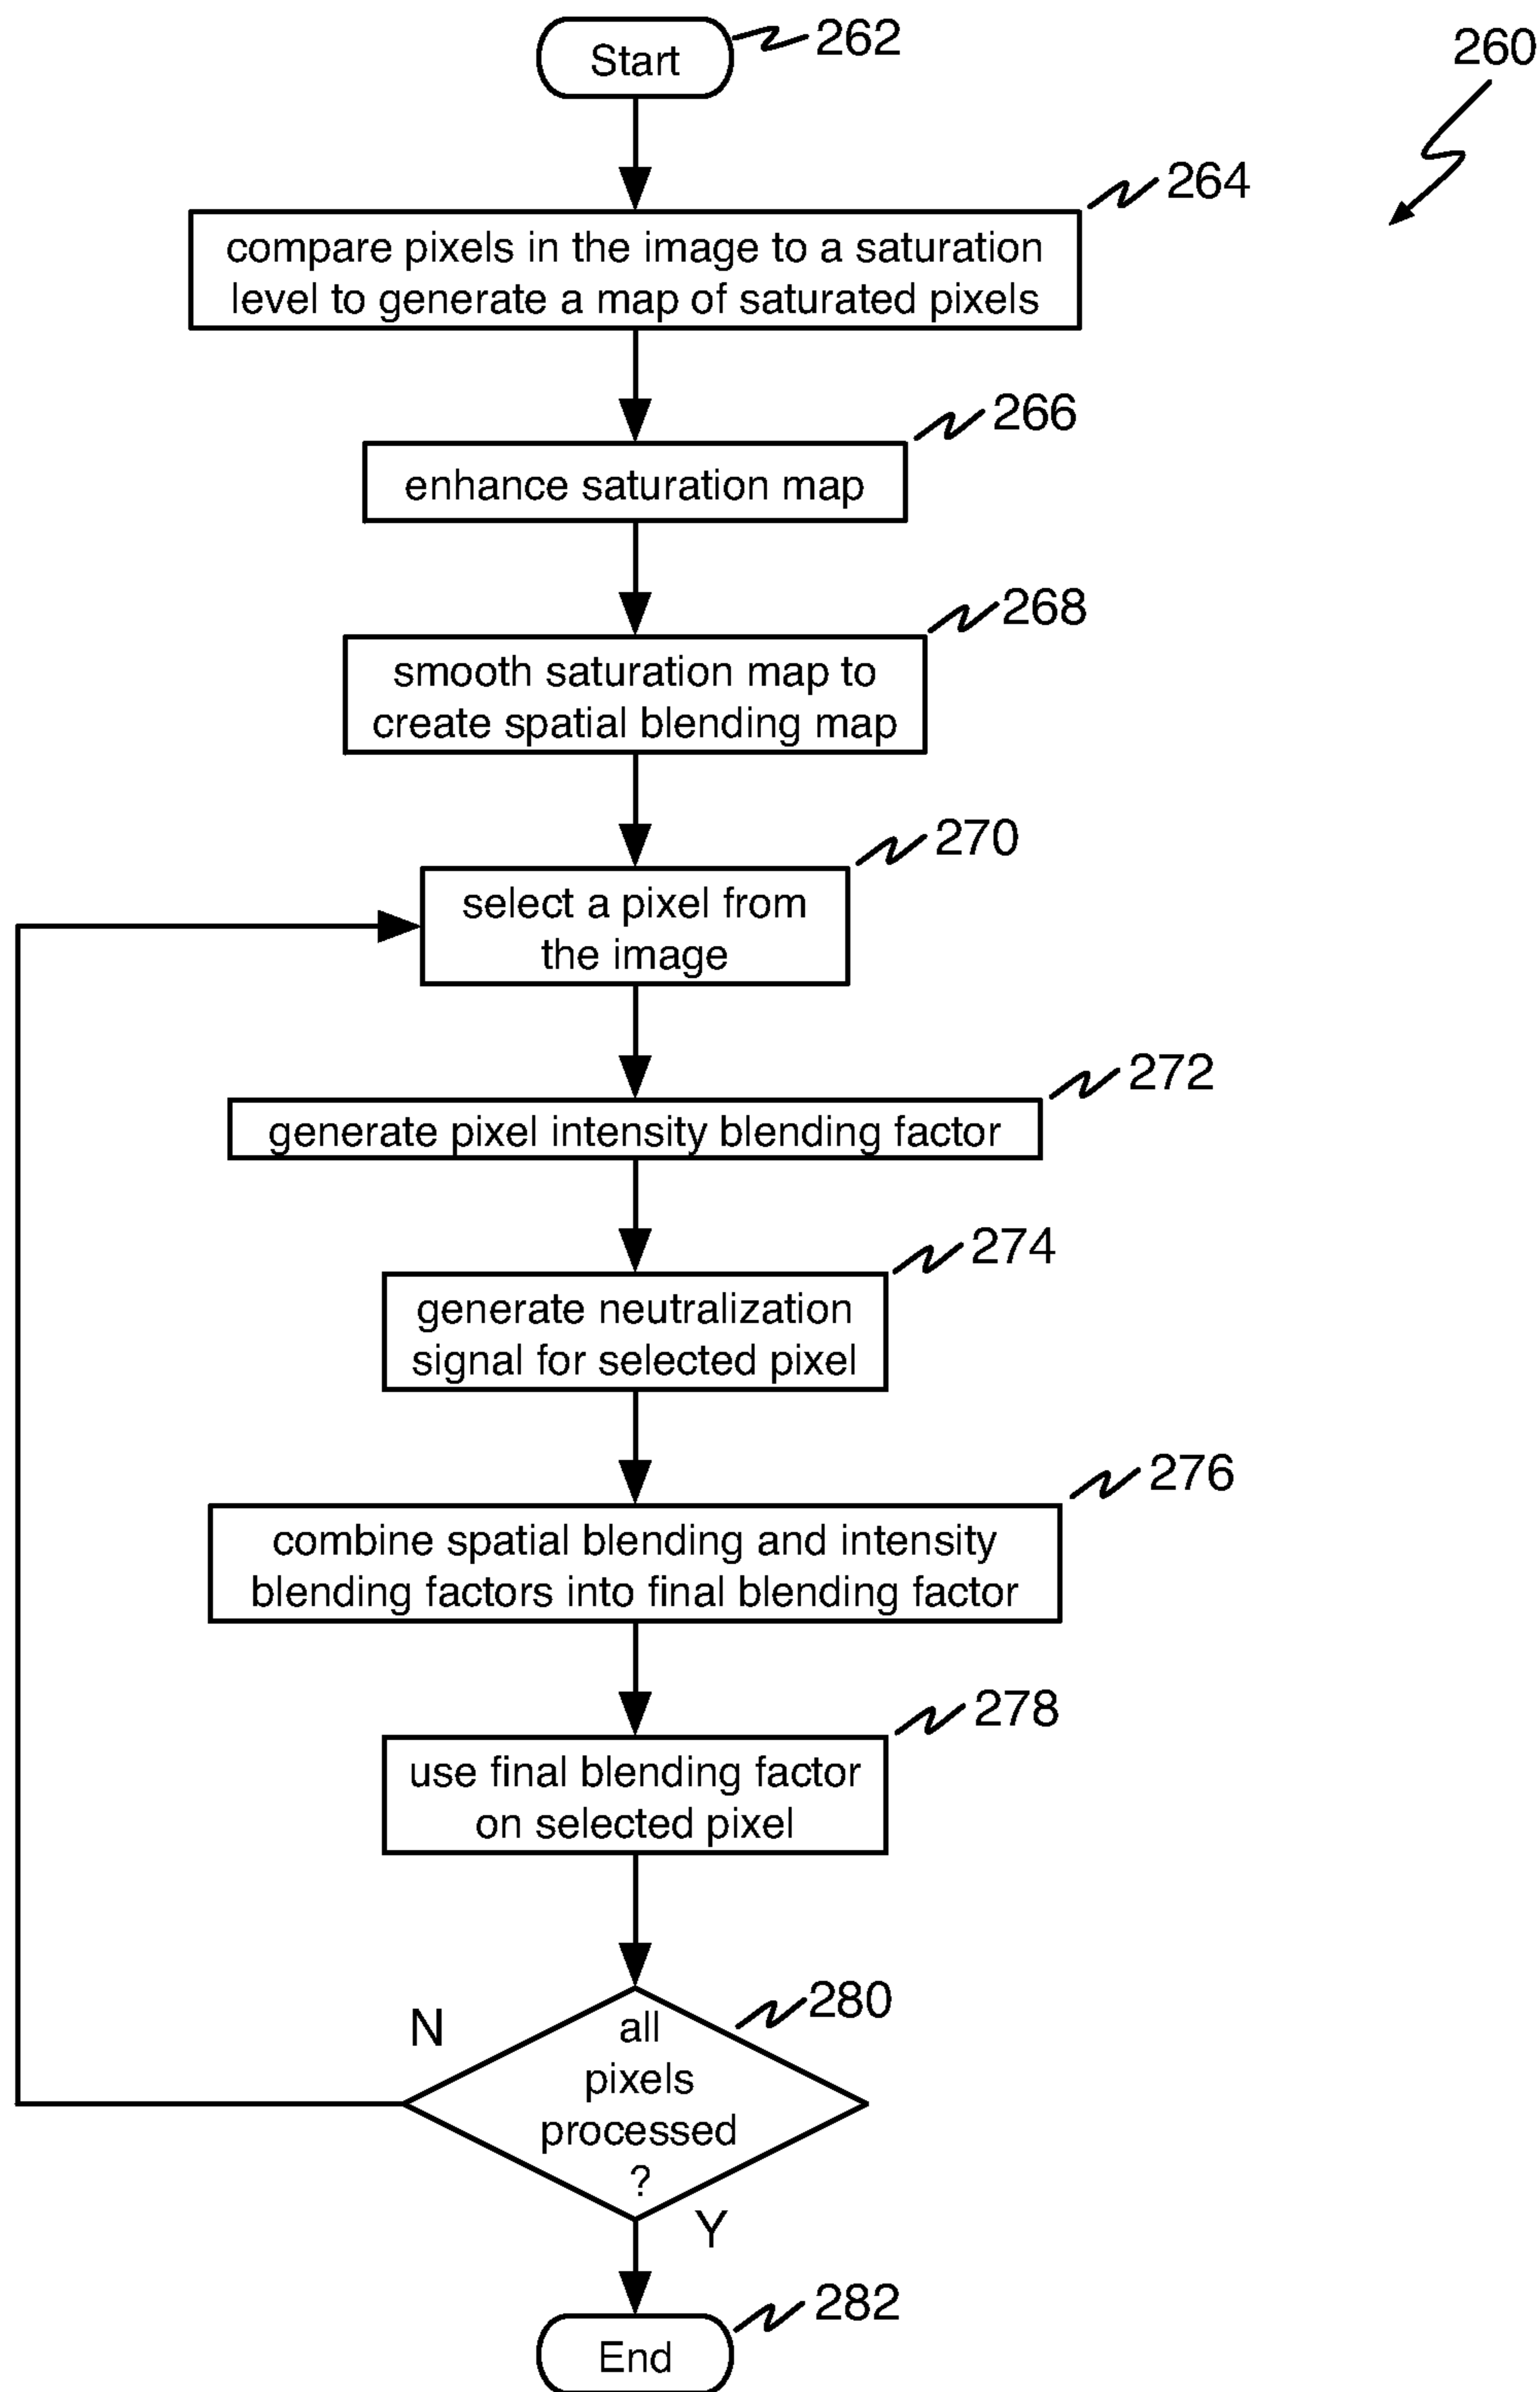 Start
262
260
264
compare pixels in the image to a saturation
level to generate a map of saturated pixels
266
enhance saturation map
268
smooth saturation map to
create spatial blending map
270
select a pixel from
the image
272
generate pixel intensity blending factor
274
generate neutralization
signal for selected pixel
276
combine spatial blending and intensity
blending factors into final blending factor
278
use final blending factor
on selected pixel
280
N
all
pixels
processed
?
Y
282
End